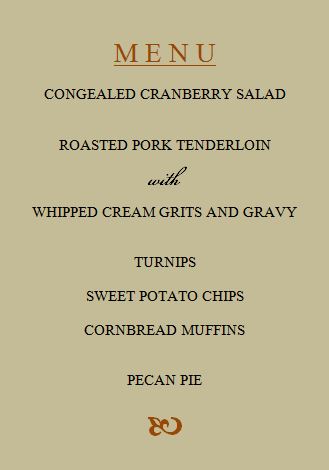 MENU
CONGEALED CRANBERRY SALAD
ROASTED PORK TENDERLOIN
with
WHIPPED CREAM GRITS AND GRAVY
TURNIPS
SWEET POTATO CHIPS
CORNBREAD MUFFINS
PECAN PIE